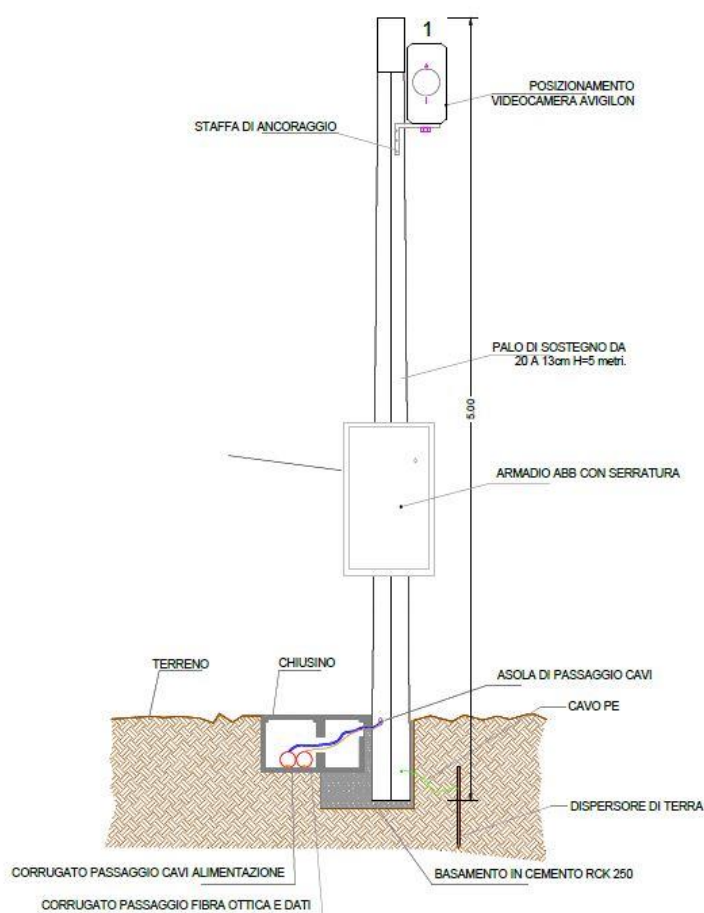 1
POSIZIONAMENTO
VIDEOCAMERA AVIGILON
STAFFA DI ANCORAGGIO
PALO DI SOSTEGNO DA
20 A 13cm H=5 metri.
5.00
ARMADIO ABB CON SERRATURA
TERRENO
CHIUSINO
ASOLA DI PASSAGGIO CAVI
CAVO PE
DISPERSORE DI TERRA
CORRUGATO PASSAGGIO CAVI ALIMENTAZIONE
BASAMENTO IN CEMENTO RCK 250
CORRUGATO PASSAGGIO FIBRA OTTICA E DATI